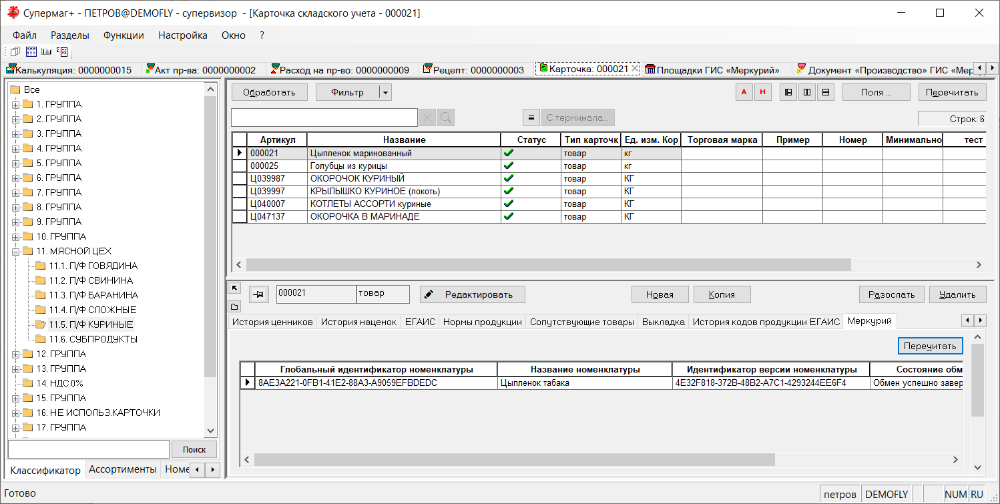 Супермаг+ - ПЕТРОВ@DEMOFLY - супервизор - [Карточка складского учета - 000021]
Файл Разделы Функции Настройка Окно ?
Калькуляция: 0000000015 Акт пр-ва: 0000000002 Расход на пр-во: 0000000009 Рецепт: 0000000003 Карточка: 000021 Площадки ГИС «Меркурий» Документ «Производство» ГИС «Мер
Все
1. ГРУППА
2. ГРУППА
3. ГРУППА
4. ГРУППА
5. ГРУППА
6. ГРУППА
7. ГРУППА
8. ГРУППА
9. ГРУППА
10. ГРУППА
11. МЯСНОЙ ЦЕХ
11.1. П/Ф ГОВЯДИНА
11.2. П/Ф СВИНИНА
11.3. П/Ф БАРАНИНА
11.4. П/Ф СЛОЖНЫЕ
11.5. П/Ф КУРИНЫЕ
11.6. СУБПРОДУКТЫ
12. ГРУППА
13. ГРУППА
14. НДС 0%
15. ГРУППА
16. НЕ ИСПОЛЬЗ.КАРТОЧКИ
17. ГРУППА
Поиск
Классификатор Ассортименты Номе
Обработать Фильтр А Н Поля ... Перечитать
С терминала... Строк: 6
Артикул Название Статус Тип карточк Ед. изм. Кор Торговая марка Пример Номер Минимально тест
000021 Цыпленок маринованный товар кг
000025 Голубцы из курицы товар кг
Ц039987 ОКОРОЧОК КУРИНЫЙ товар КГ
Ц039997 КРЫЛЫШКО КУРИНОЕ (локоть) товар КГ
Ц040007 КОТЛЕТЫ АССОРТИ куриные товар КГ
Ц047137 ОКОРОЧКА В МАРИНАДЕ товар КГ
000021 товар Редактировать Новая Копия Разослать Удалить
История ценников История наценок ЕГАИС Нормы продукции Сопутствующие товары Выкладка История кодов продукции ЕГАИС Меркурий
Перечитать
Глобальный идентификатор номенклатуры Название номенклатуры Идентификатор версии номенклатуры Состояние обм
8AE3A221-0FB1-41E2-88A3-A9059EFBDEDC Цыпленок табака 4E32F818-372B-48B2-A7C1-4293244EE6F4 Обмен успешно завер
Готово петров DEMOFLY NUM RU